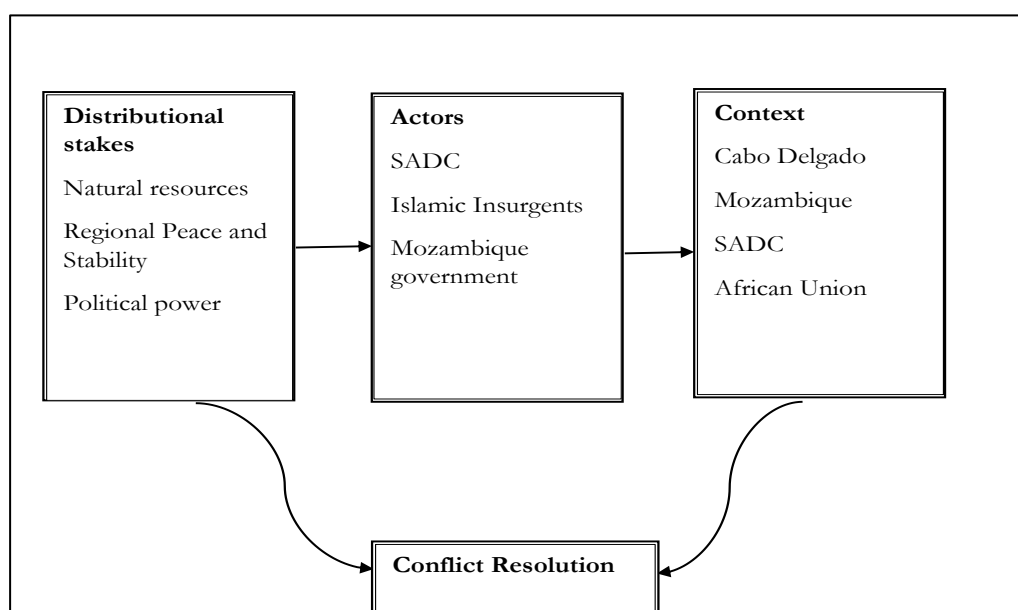 Distributional
stakes
Natural resources
Regional Peace and
Stability
Political power
Actors
SADC
Islamic Insurgents
Mozambique
government
Context
Cabo Delgado
Mozambique
SADC
African Union
Conflict Resolution